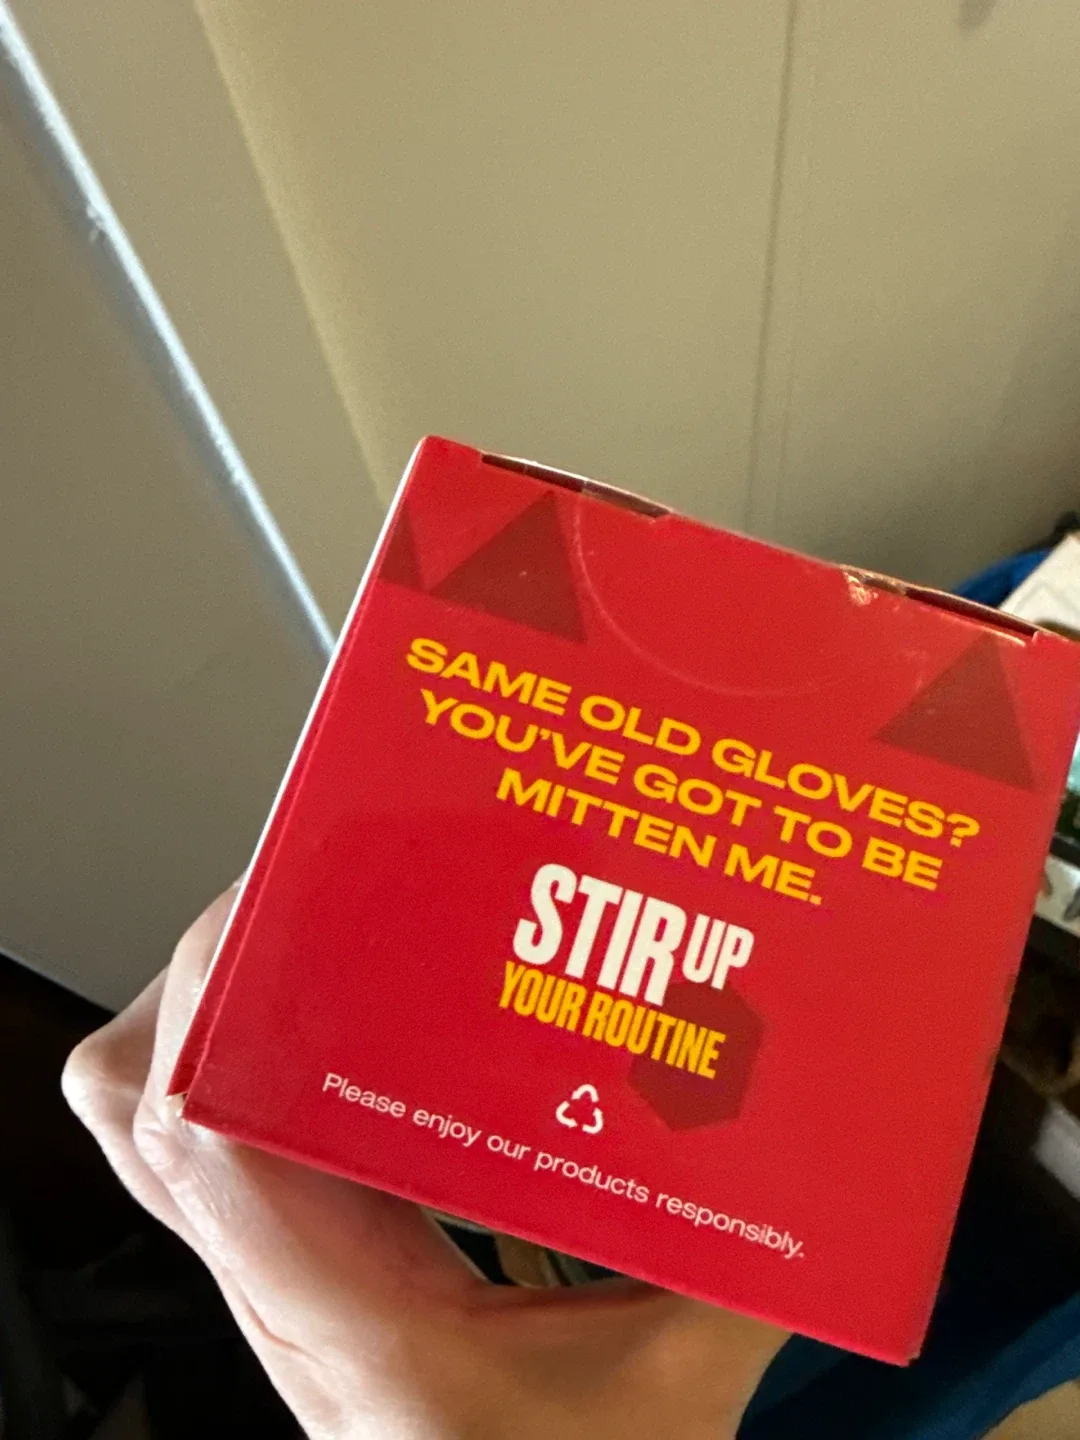 SAME OLD GLOVES?
YOU'VE GOT TO BE
MITTEN ME.
STIR UP
YOUR ROUTINE
Please enjoy our products responsibly.